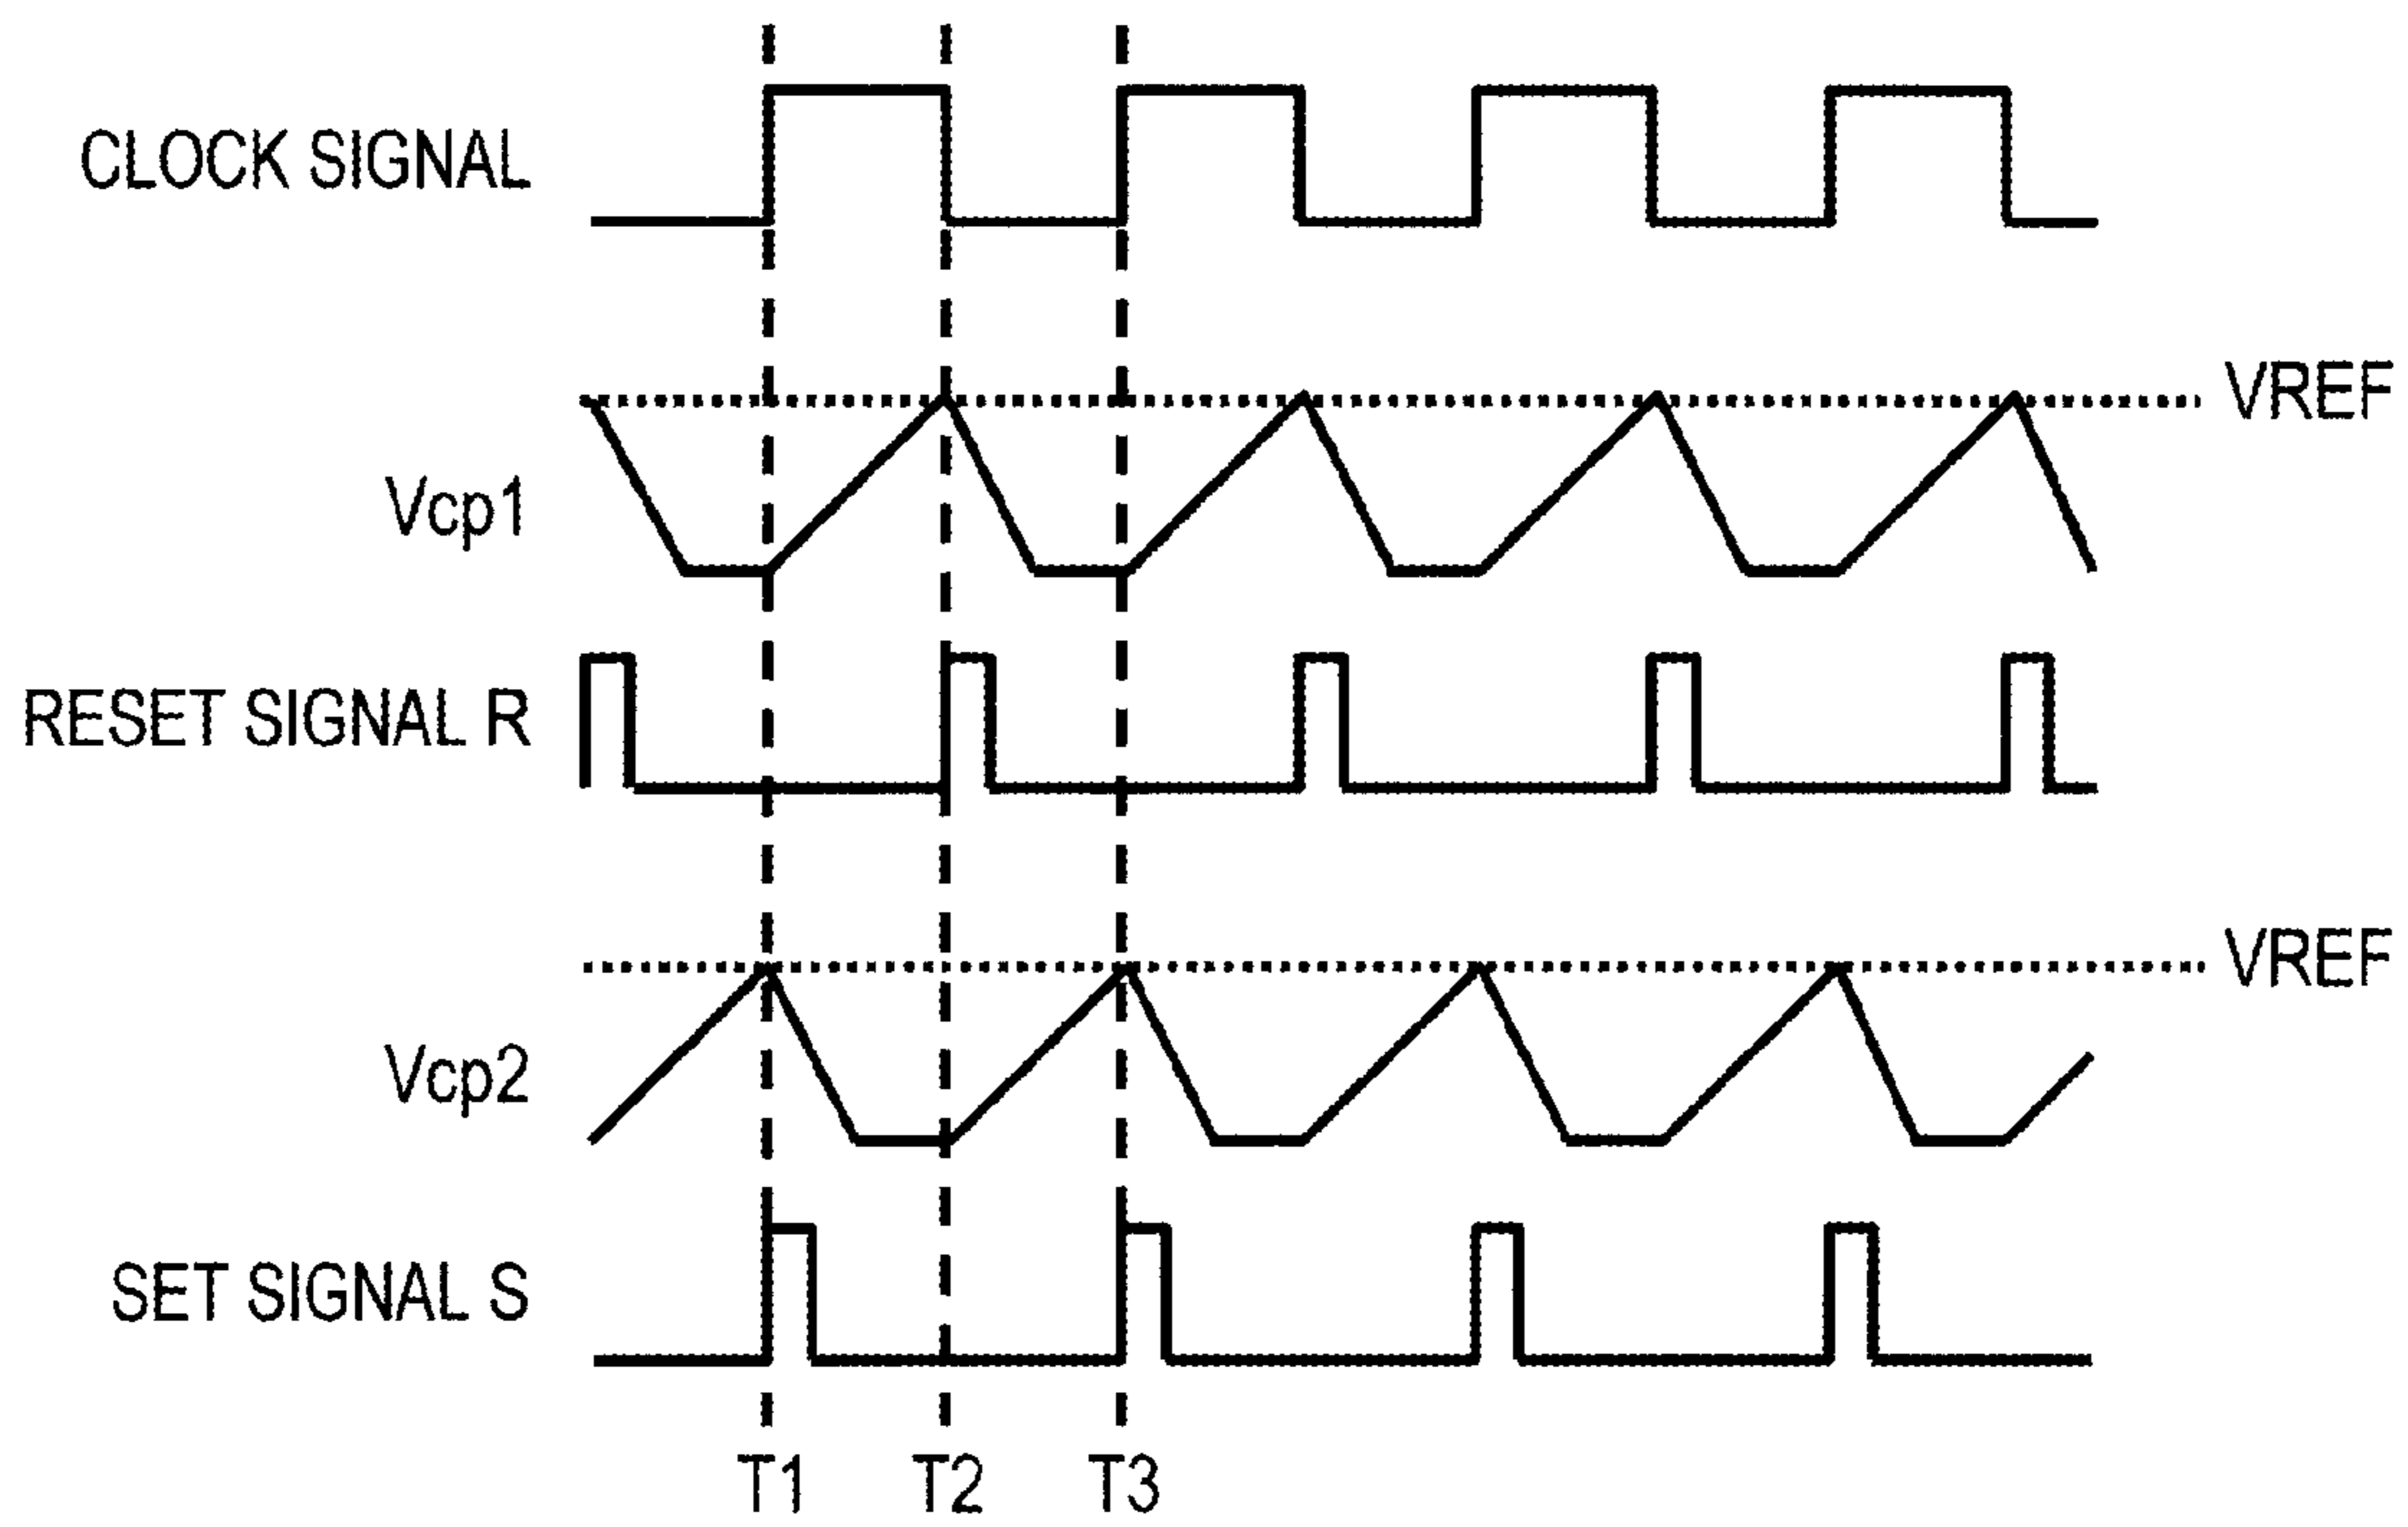 CLOCK SIGNAL
VREF
Vcp1
RESET SIGNAL R
VREF
Vcp2
SET SIGNAL S
T1 T2 T3